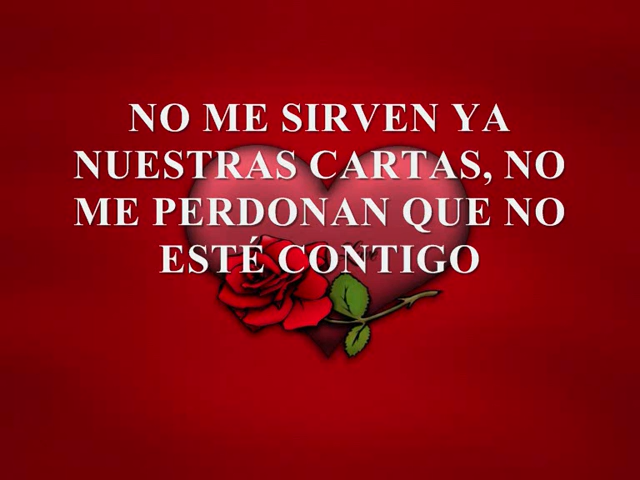 NO ME SIRVEN YA
NUESTRAS CARTAS, NO
ME PERDONAN QUE NO
ESTÉ CONTIGO